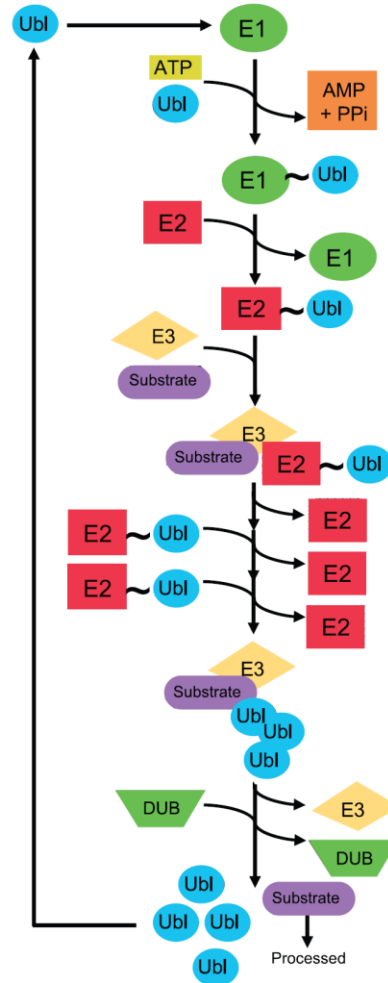 Ubl
E1
ATP
Ubl
AMP
+ PPi
E1
~
Ubl
E2
E1
E2
~
Ubl
E3
Substrate
E3
Substrate
E2
~
Ubl
E2
E2
~
Ubl
E2
E2
~
Ubl
E2
E3
Substrate
Ubl
Ubl
Ubl
DUB
E3
DUB
Ubl
Substrate
Ubl
Ubl
Ubl
Processed